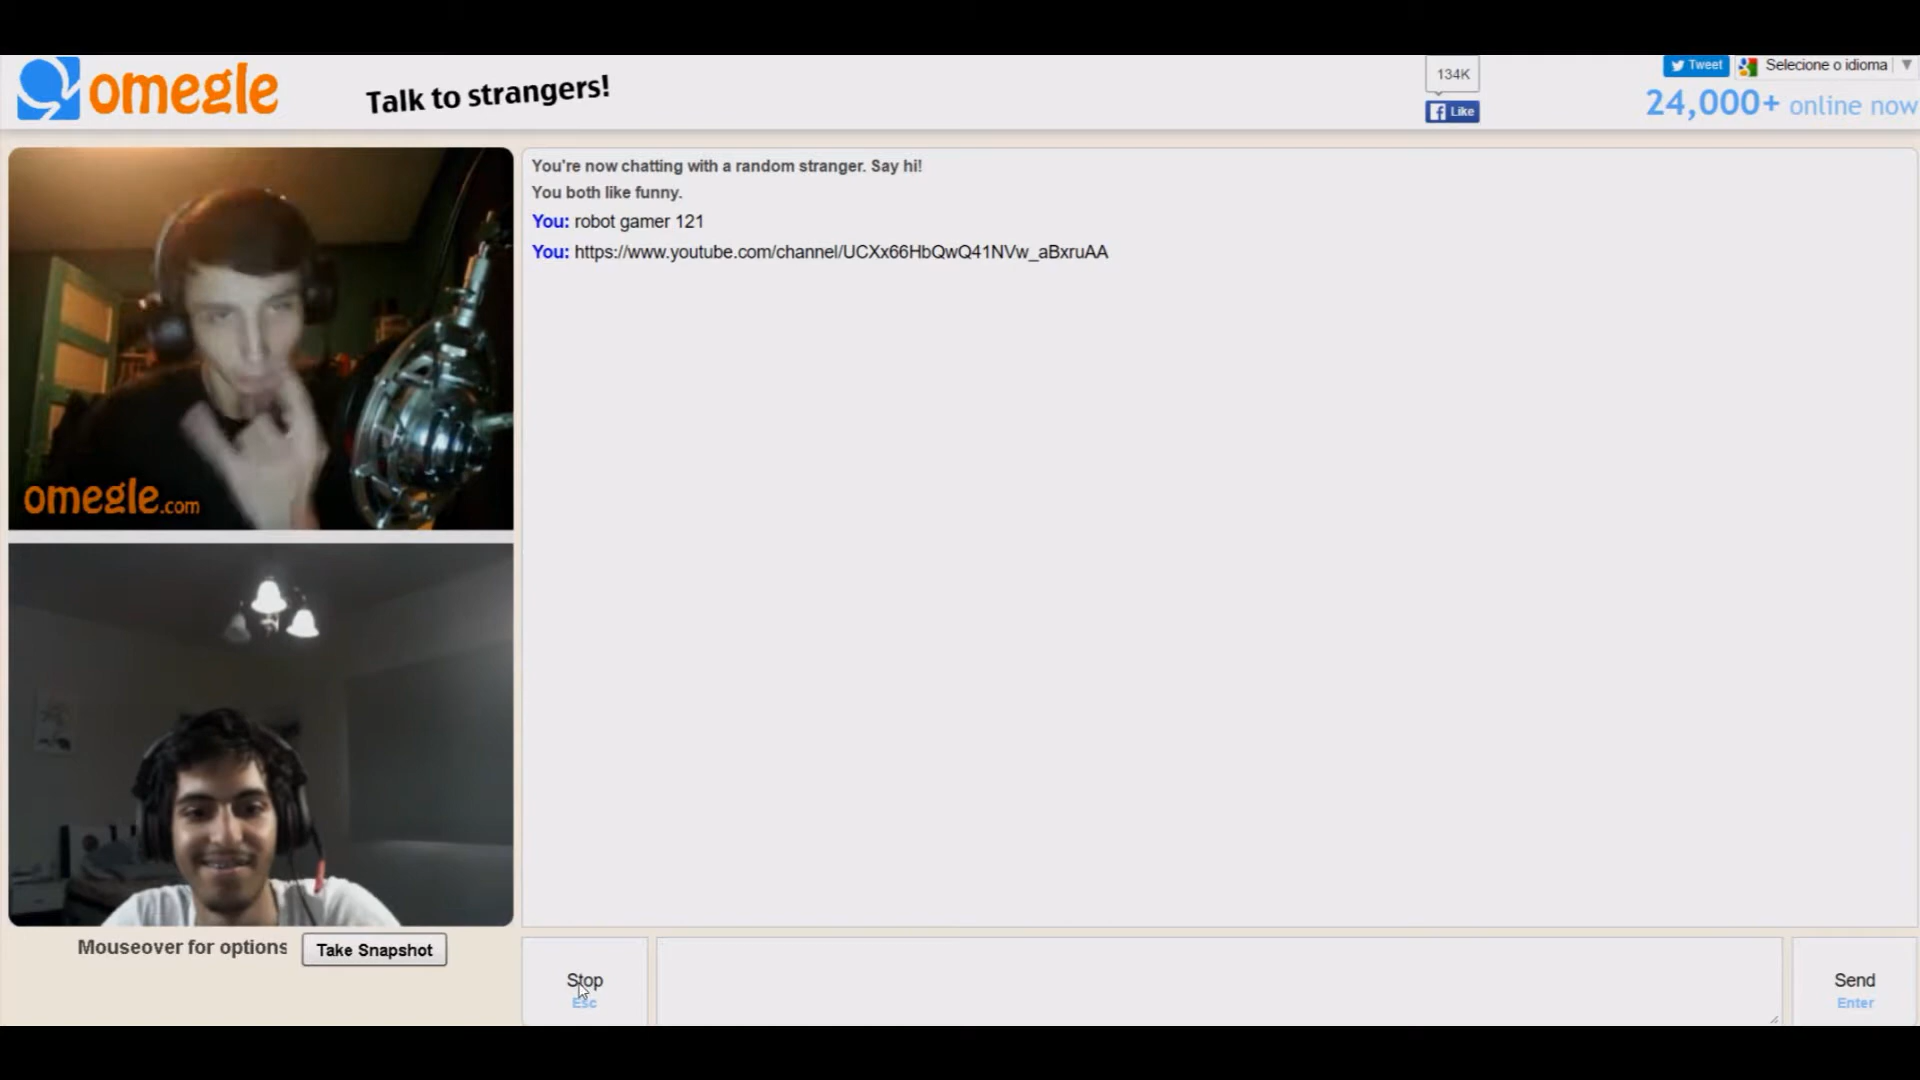 omegle
Talk to strangers!
134K
Like
Tweet
Selecione o idioma
24,000+ online now
You're now chatting with a random stranger. Say hi!
You both like funny.
You: robot gamer 121
You: https://www.youtube.com/channel/UCXx66HbQwQ41NVw_aBxruAA
omegle.com
Mouseover for options
Take Snapshot
Stop
Esc
Send
Enter